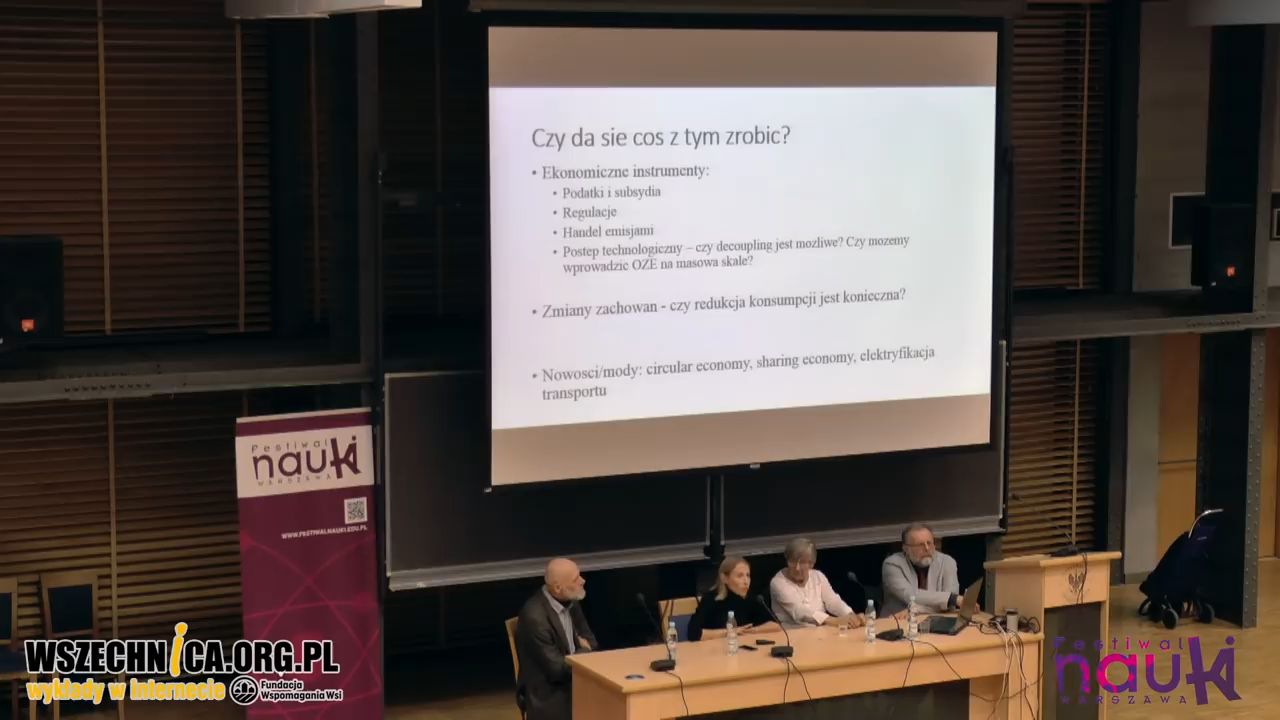 Czy da sie cos z tym zrobic?
• Ekonomiczne instrumenty:
• Podatki i subsydia
• Regulacje
• Handel emisjami
• Postep technologiczny – czy decoupling jest mozliwe? Czy mozemy
wprowadzic OZE na masowa skale?
• Zmiany zachowan - czy redukcja konsumpcji jest konieczna?
• Nowosci/mody: circular economy, sharing economy, elektryfikacja
transportu
Festiwal
nauki
WARSZAWA
WWW.FESTIWALNAUKI.EDU.PL
WSZECHNICA.ORG.PL
wykłady w internecie
Fundacja
Wspomagania Wsi
Festiwal
nauki
WARSZAWA